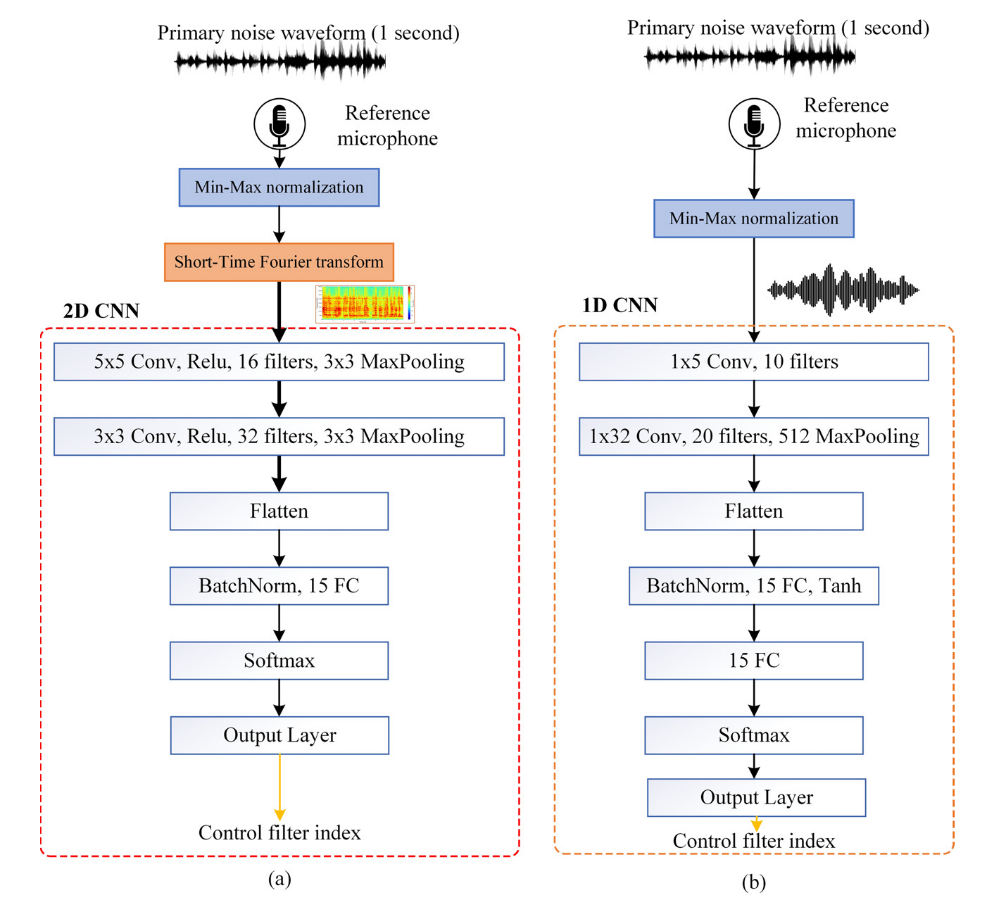 Primary noise waveform (1 second)
Reference
microphone
Min-Max normalization
Short-Time Fourier transform
2D CNN
5x5 Conv, Relu, 16 filters, 3x3 MaxPooling
3x3 Conv, Relu, 32 filters, 3x3 MaxPooling
Flatten
BatchNorm, 15 FC
Softmax
Output Layer
Control filter index
(a)
Primary noise waveform (1 second)
Reference
microphone
Min-Max normalization
1D CNN
1x5 Conv, 10 filters
1x32 Conv, 20 filters, 512 MaxPooling
Flatten
BatchNorm, 15 FC, Tanh
15 FC
Softmax
Output Layer
Control filter index
(b)